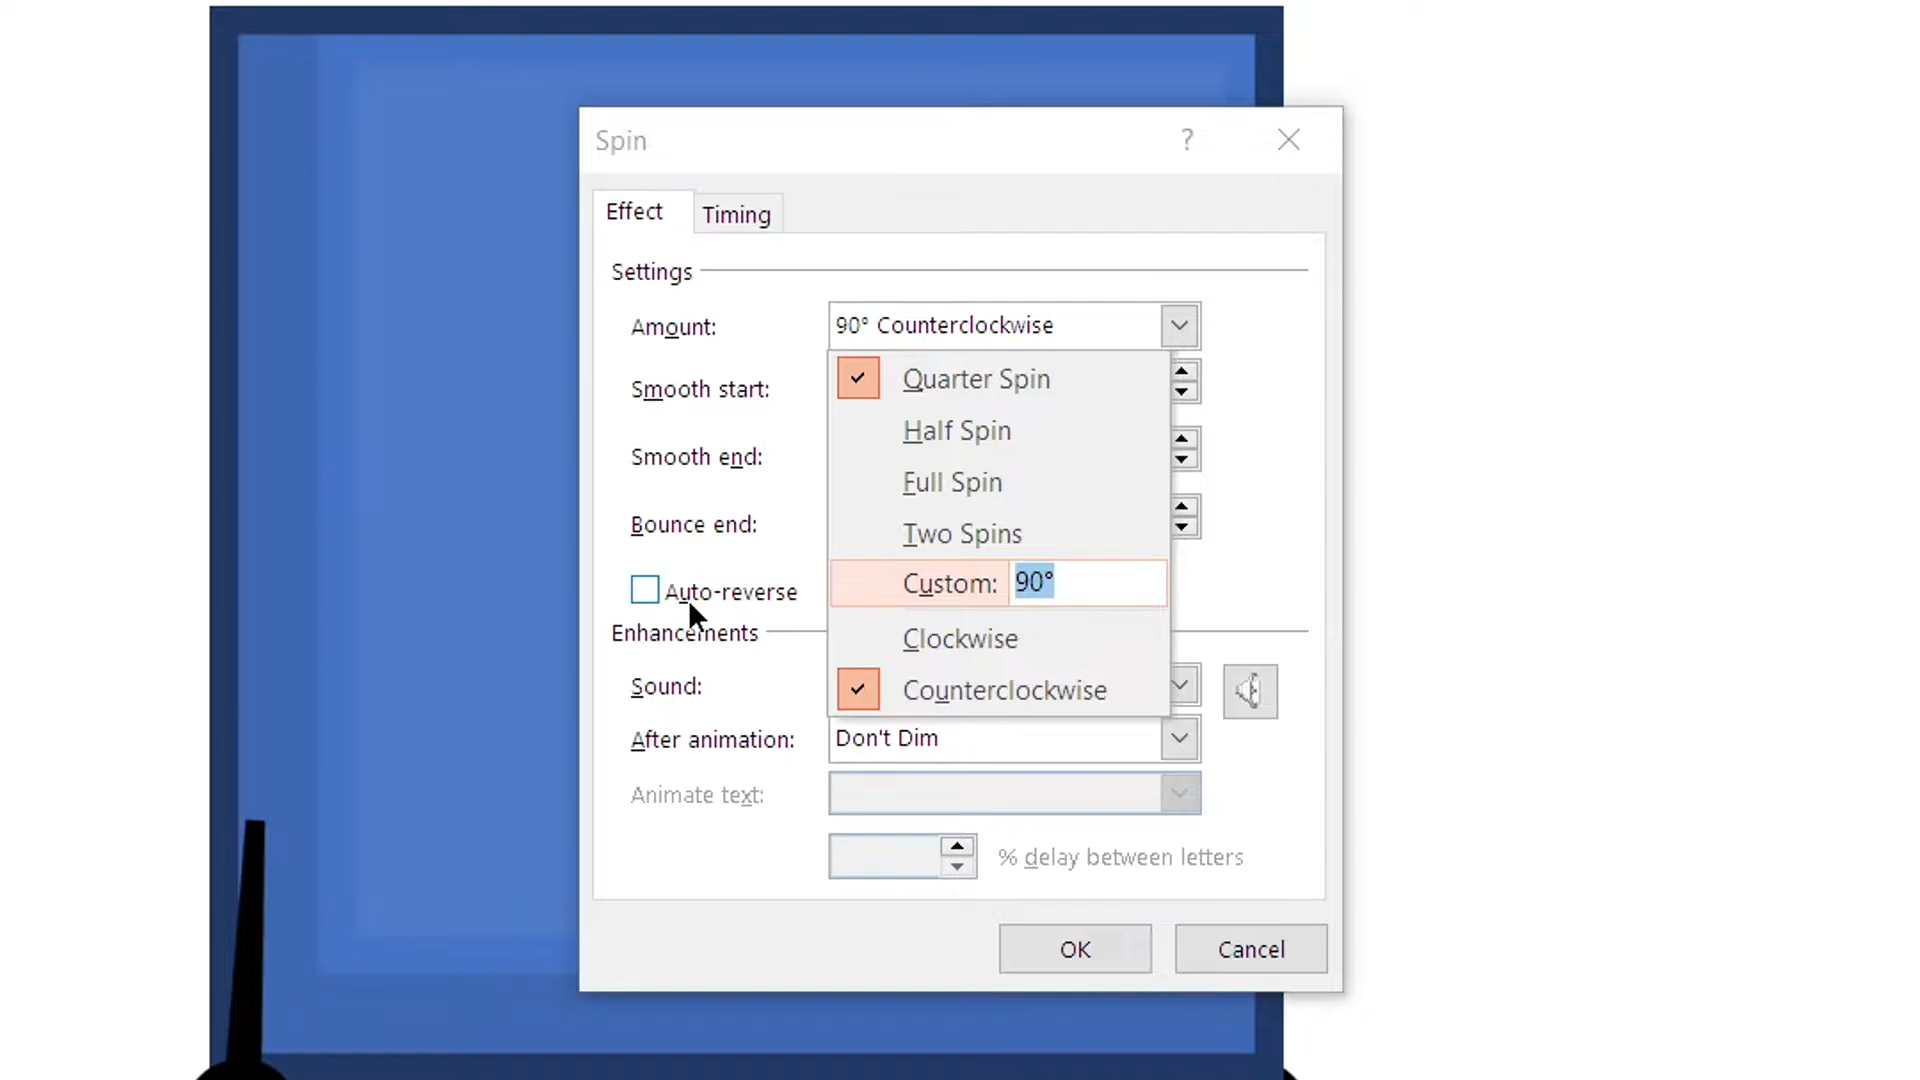 Spin
?
Effect
Timing
Settings
Amount:
90° Counterclockwise
Quarter Spin
Smooth start:
Half Spin
Smooth end:
Full Spin
Bounce end:
Two Spins
Auto-reverse
Custom: 90°
Enhancements
Clockwise
Sound:
Counterclockwise
After animation:
Don't Dim
Animate text:
% delay between letters
OK
Cancel